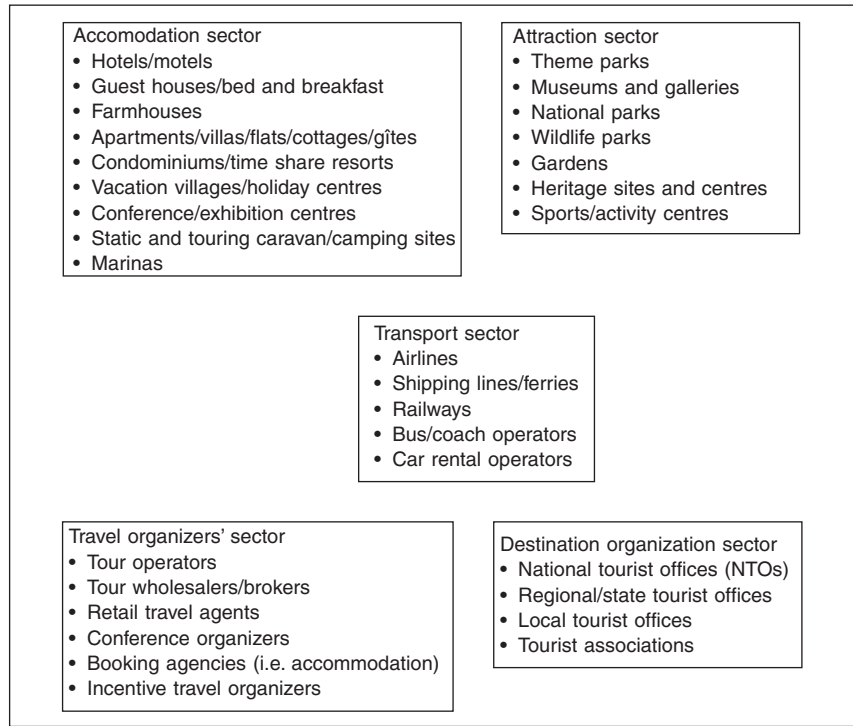 Accomodation sector
• Hotels/motels
• Guest houses/bed and breakfast
• Farmhouses
• Apartments/villas/flats/cottages/gîtes
• Condominiums/time share resorts
• Vacation villages/holiday centres
• Conference/exhibition centres
• Static and touring caravan/camping sites
• Marinas
Attraction sector
• Theme parks
• Museums and galleries
• National parks
• Wildlife parks
• Gardens
• Heritage sites and centres
• Sports/activity centres
Transport sector
• Airlines
• Shipping lines/ferries
• Railways
• Bus/coach operators
• Car rental operators
Travel organizers' sector
• Tour operators
• Tour wholesalers/brokers
• Retail travel agents
• Conference organizers
• Booking agencies (i.e. accommodation)
• Incentive travel organizers
Destination organization sector
• National tourist offices (NTOs)
• Regional/state tourist offices
• Local tourist offices
• Tourist associations